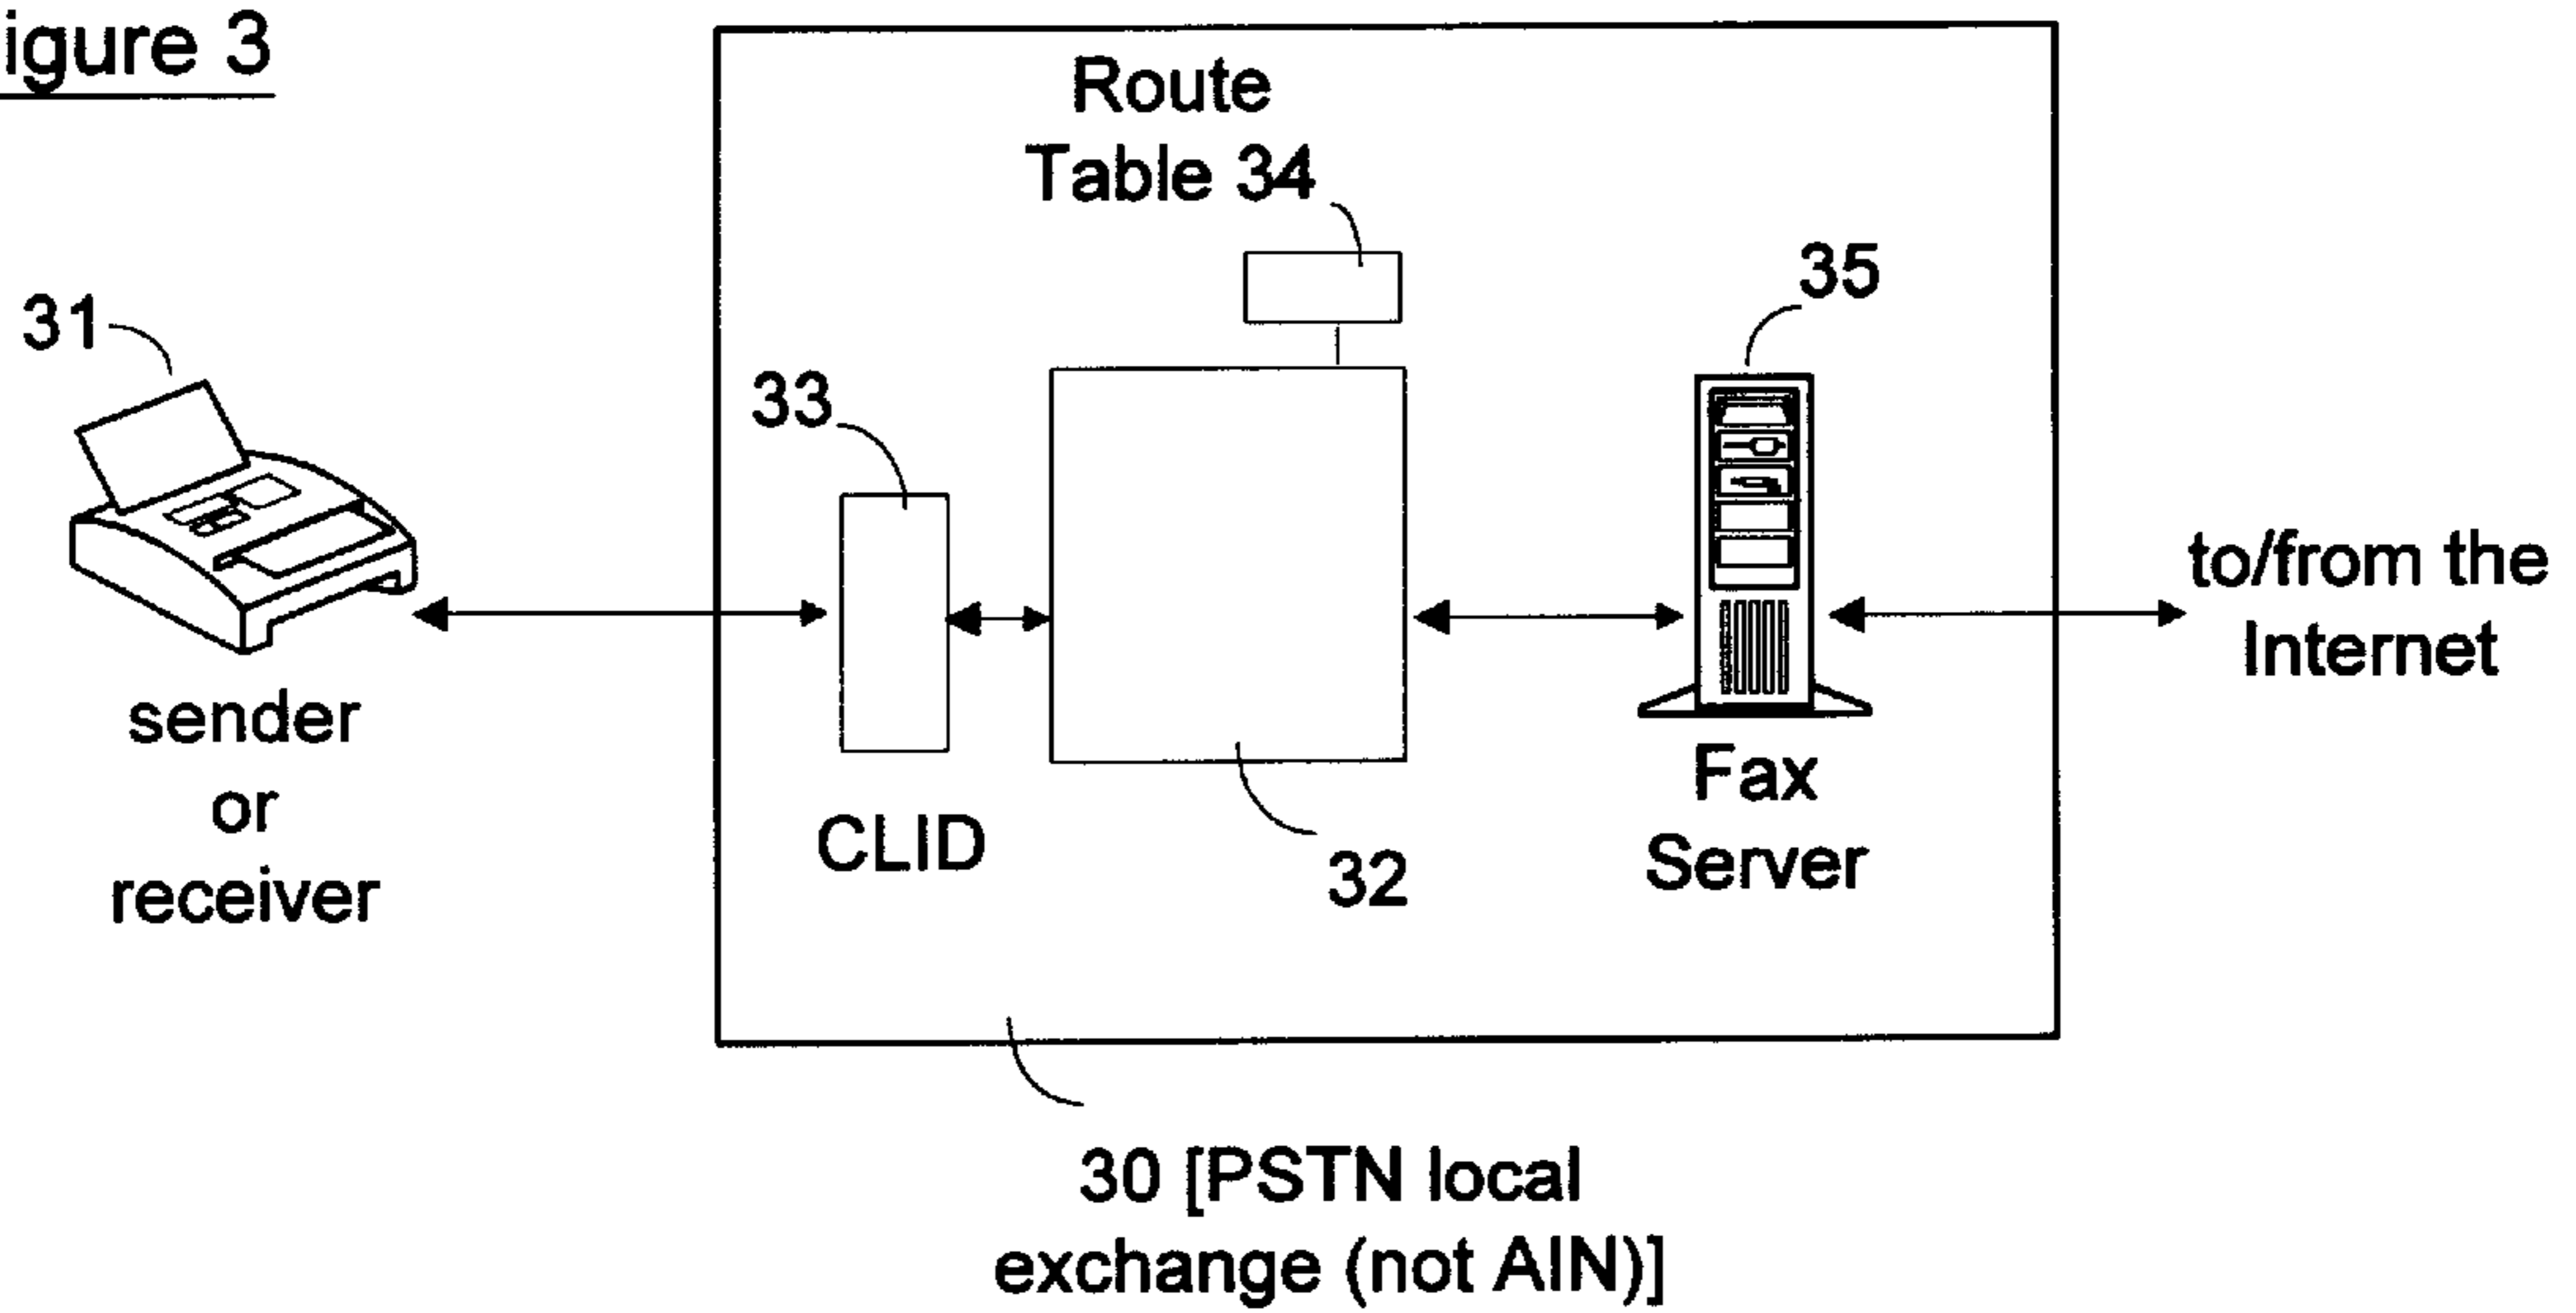 igure 3
Route
Table 34
31
33
35
to/from the
Internet
sender
or
receiver
CLID
32
Fax
Server
30 [PSTN local
exchange (not AIN)]